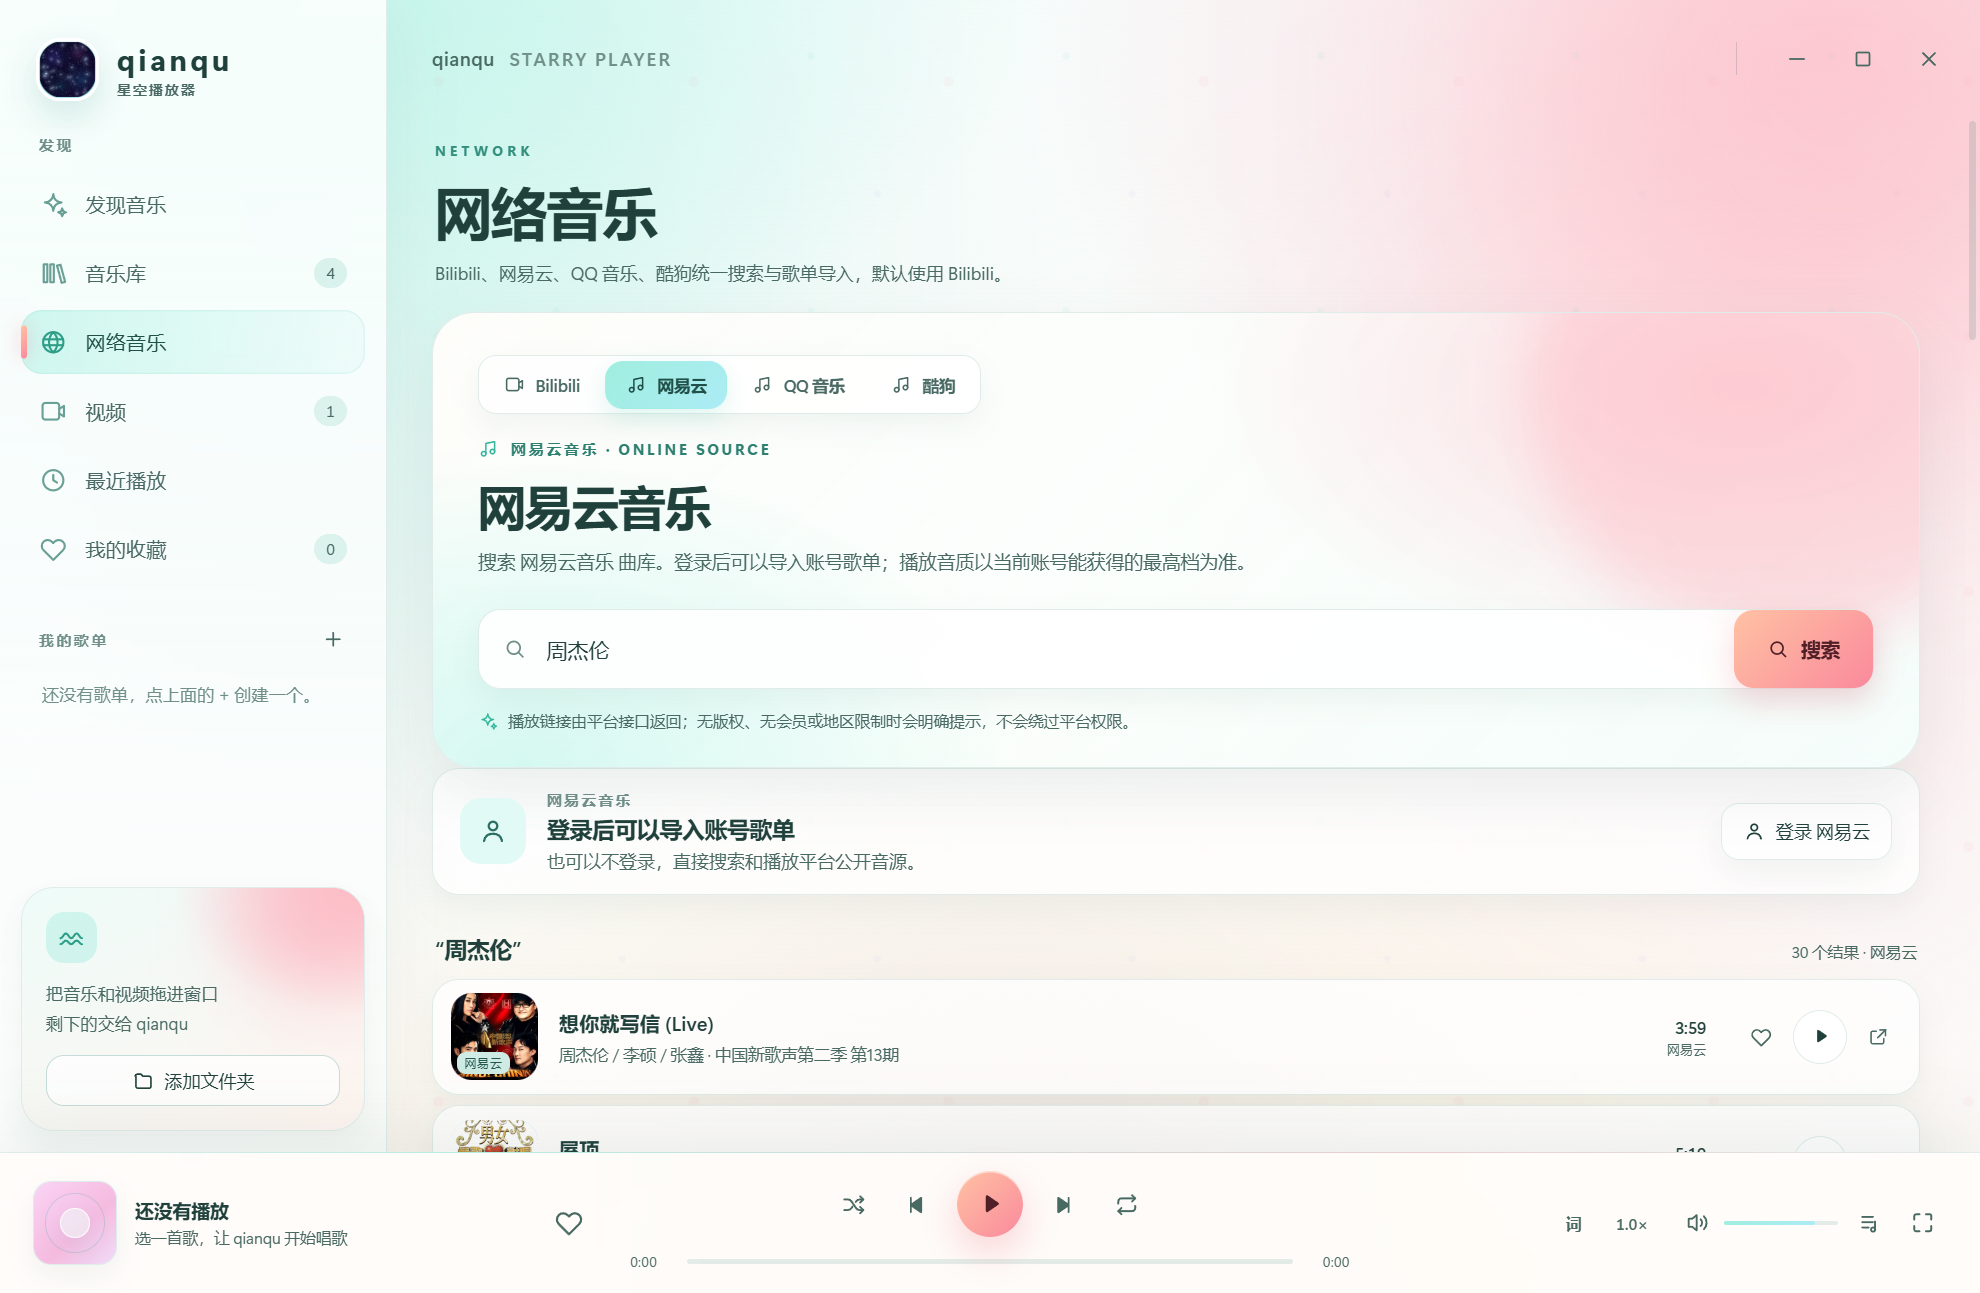 qianqu
星空播放器
发现
发现音乐
音乐库 4
网络音乐
视频 1
最近播放
我的收藏 0
我的歌单
还没有歌单，点上面的 + 创建一个。
把音乐和视频拖进窗口
剩下的交给 qianqu
添加文件夹
qianqu STARRY PLAYER
NETWORK
网络音乐
Bilibili、网易云、QQ 音乐、酷狗统一搜索与歌单导入，默认使用 Bilibili。
Bilibili 网易云 QQ 音乐 酷狗
网易云音乐 · ONLINE SOURCE
网易云音乐
搜索 网易云音乐 曲库。登录后可以导入账号歌单；播放音质以当前账号能获得的最高档为准。
周杰伦 搜索
播放链接由平台接口返回；无版权、无会员或地区限制时会明确提示，不会绕过平台权限。
网易云音乐
登录后可以导入账号歌单
也可以不登录，直接搜索和播放平台公开音源。
登录 网易云
“周杰伦” 30 个结果 · 网易云
网易云
想你就写信 (Live)
周杰伦 / 李硕 / 张鑫 · 中国新歌声第二季 第13期
3:59
网易云
男女
屋顶
5:19
还没有播放
选一首歌，让 qianqu 开始唱歌
0:00 0:00
词 1.0×